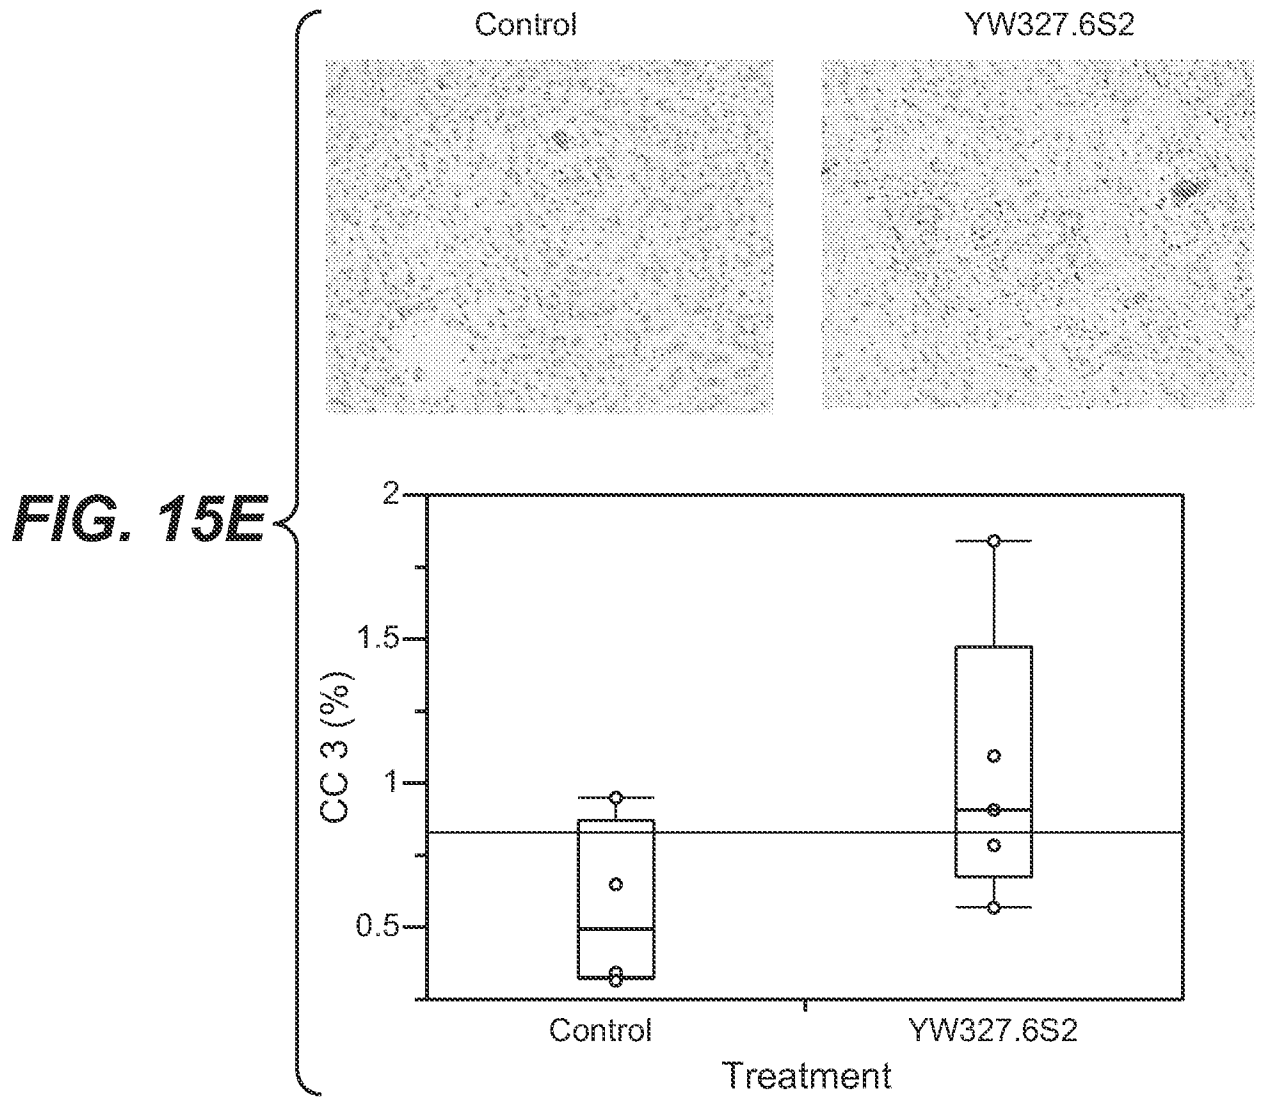 Control
YW327.6S2
FIG. 15E
2
1.5
1
0.5
CC 3 (%)
Control
YW327.6S2
Treatment